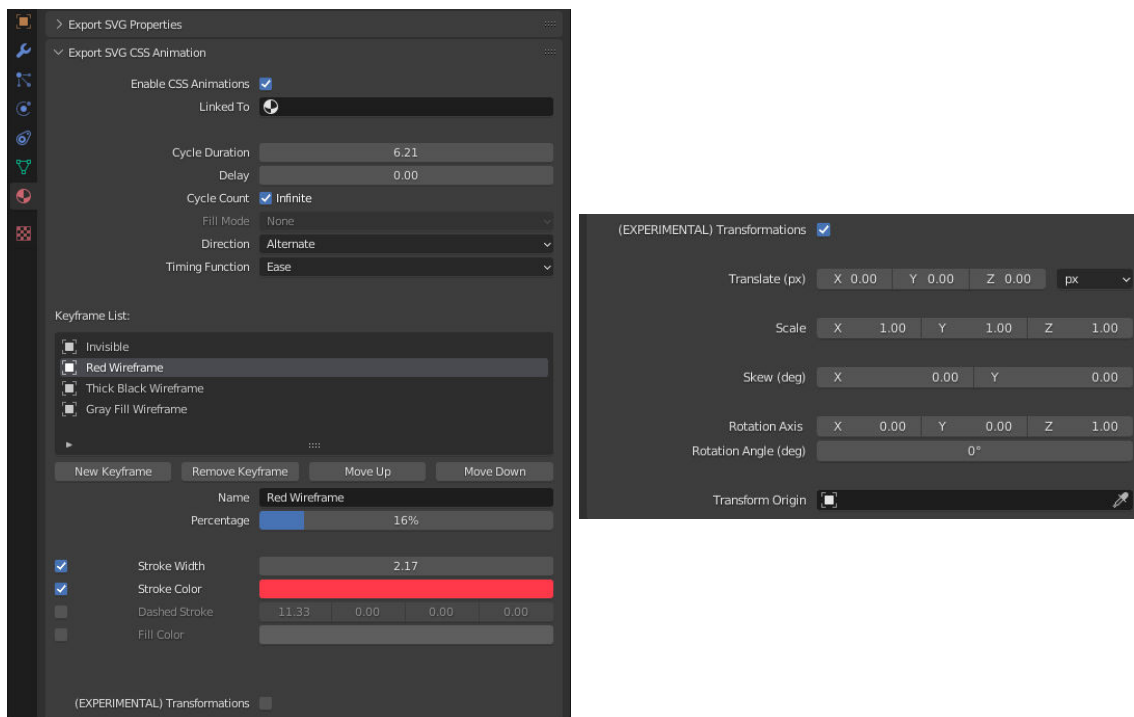 Export SVG Properties
Export SVG CSS Animation
Enable CSS Animations
Linked To
Cycle Duration 6.21
Delay 0.00
Cycle Count Infinite
Fill Mode None
Direction Alternate
Timing Function Ease
Keyframe List:
Invisible
Red Wireframe
Thick Black Wireframe
Gray Fill Wireframe
New Keyframe Remove Keyframe Move Up Move Down
Name Red Wireframe
Percentage 16%
Stroke Width 2.17
Stroke Color
Dashed Stroke 11.33 0.00 0.00 0.00
Fill Color
(EXPERIMENTAL) Transformations
(EXPERIMENTAL) Transformations
Translate (px) X 0.00 Y 0.00 Z 0.00 px
Scale X 1.00 Y 1.00 Z 1.00
Skew (deg) X 0.00 Y 0.00
Rotation Axis X 0.00 Y 0.00 Z 1.00
Rotation Angle (deg) 0°
Transform Origin